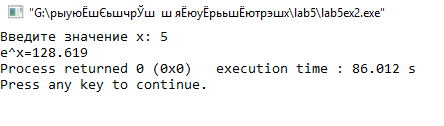 "G:\рыуюЁшЄьшчрЎш ш яЁюуЁрььшЁютрэшх\lab5\lab5ex2.exe"
Введите значение x: 5
e^x=128.619
Process returned 0 (0x0)   execution time : 86.012 s
Press any key to continue.